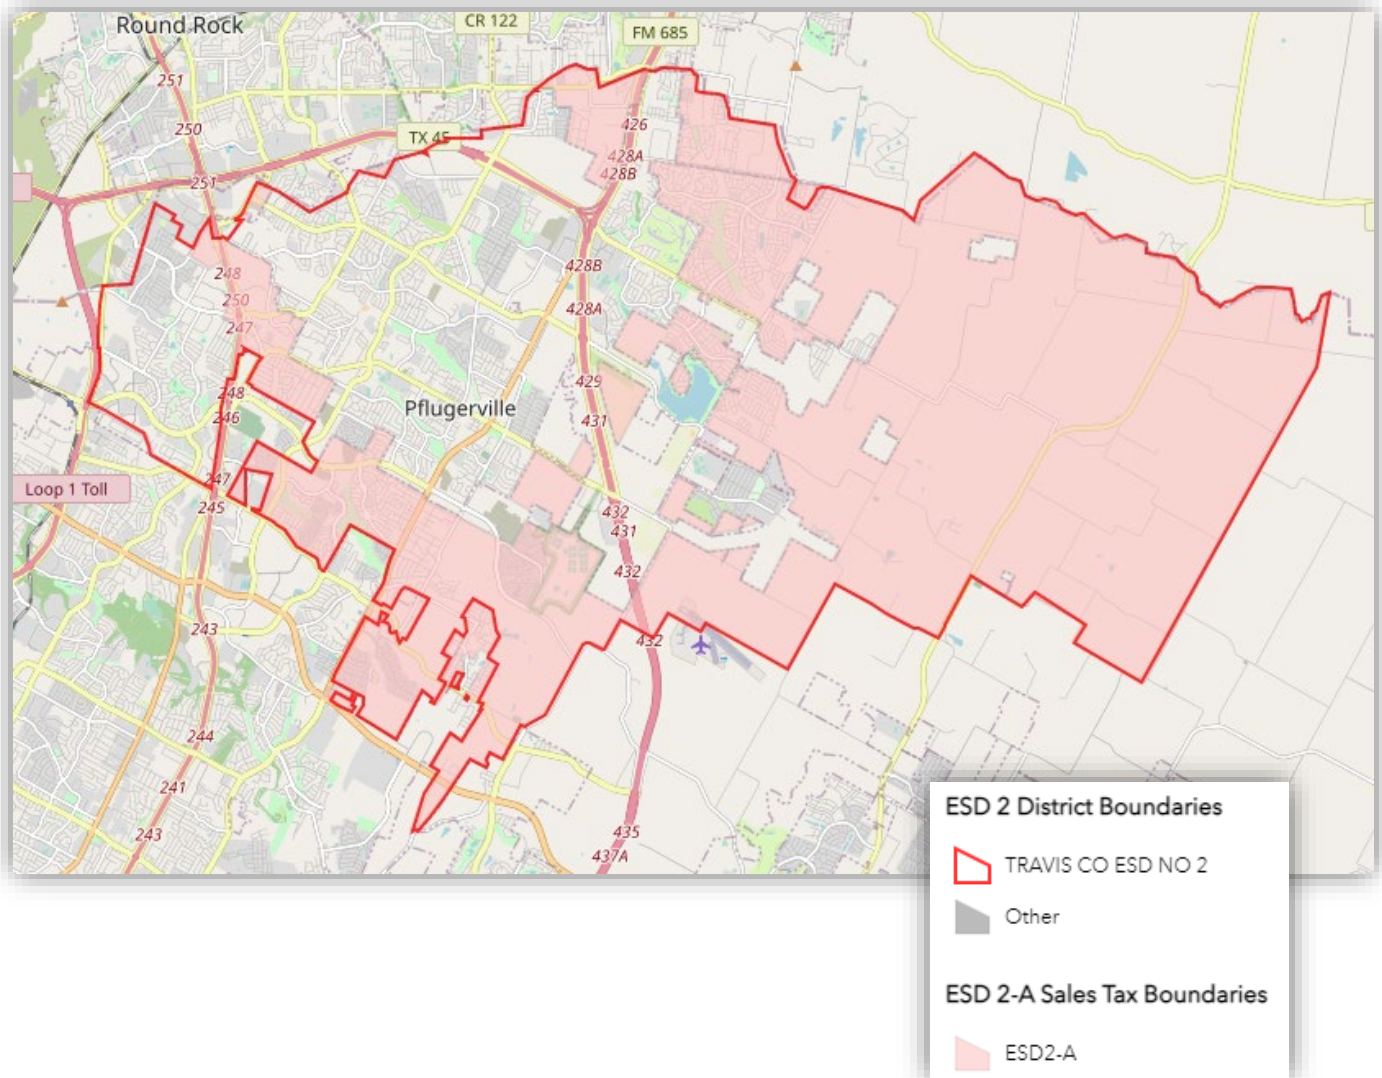 Round Rock
CR 122
FM 685
251
250
426
TX 45
428A
428B
251
248
428B
250
428A
247
429
248
Pflugerville
246
431
247
Loop 1 Toll
245
432
431
432
243
432
244
241
243
435
437A
ESD 2 District Boundaries
TRAVIS CO ESD NO 2
Other
ESD 2-A Sales Tax Boundaries
ESD2-A